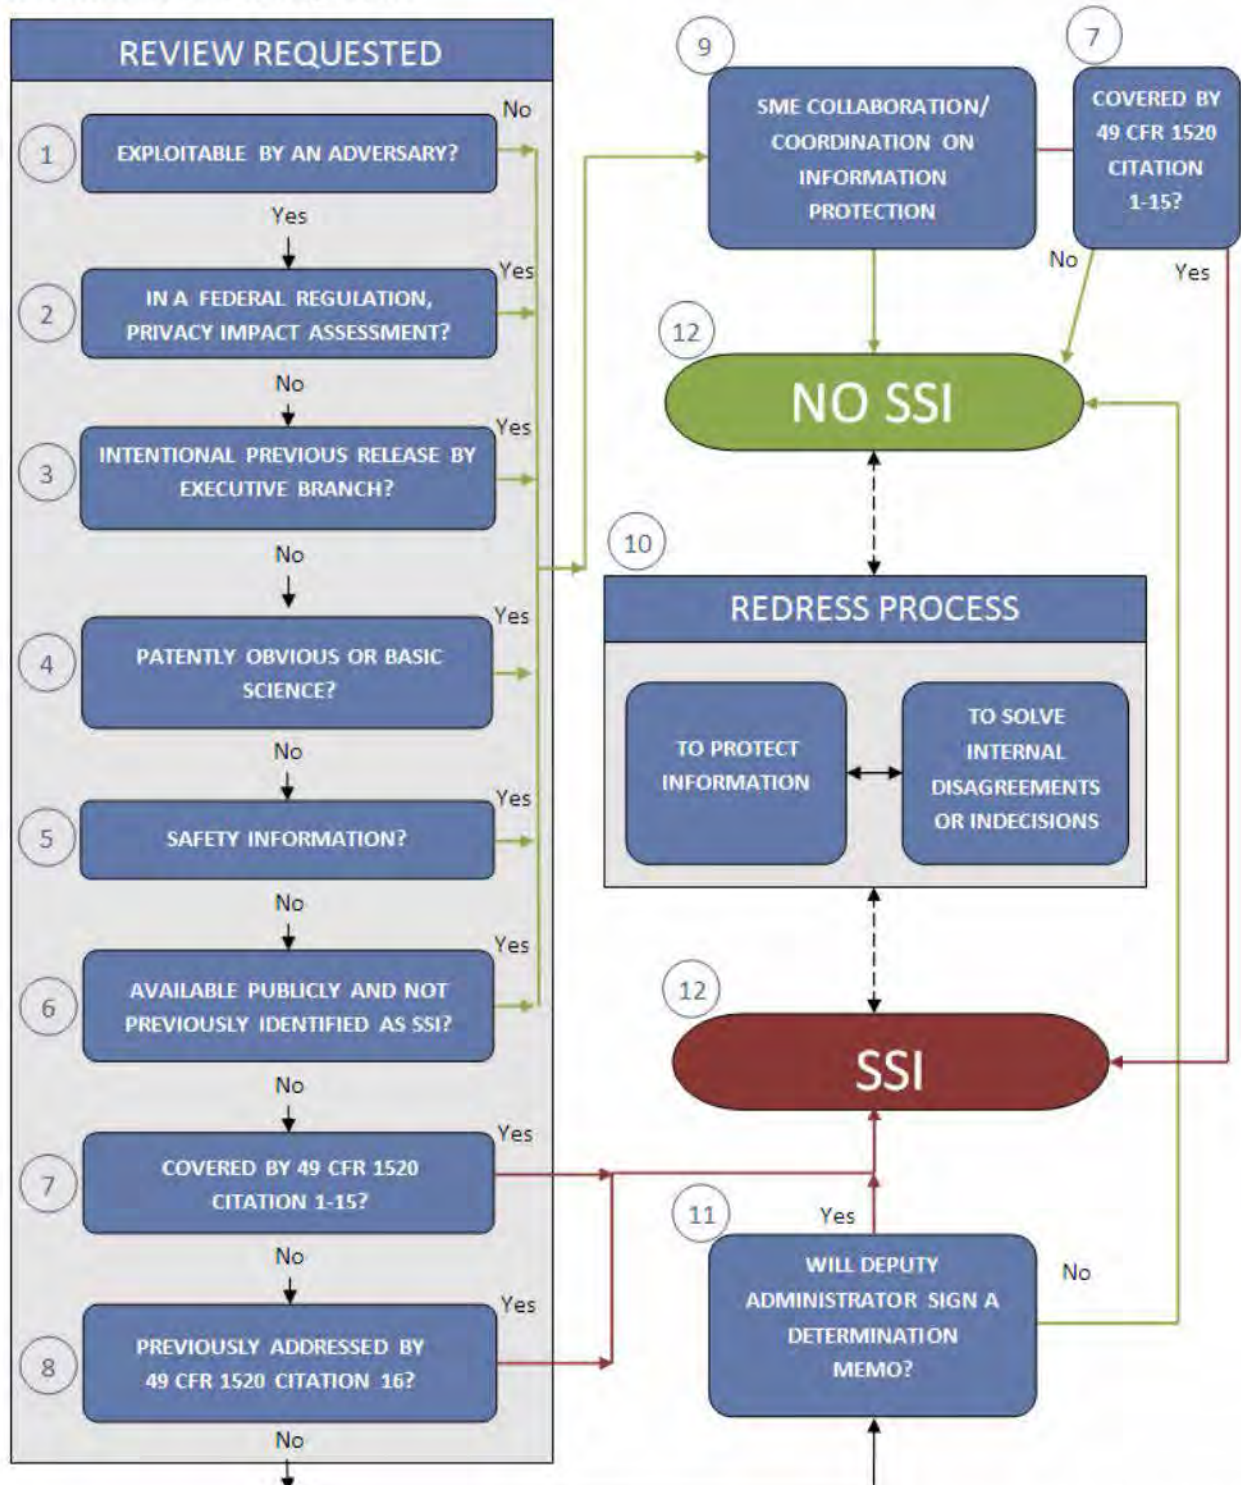 REVIEW REQUESTED
No
1
EXPLOITABLE BY AN ADVERSARY?
Yes
Yes
2
IN A FEDERAL REGULATION,
PRIVACY IMPACT ASSESSMENT?
No
Yes
3
INTENTIONAL PREVIOUS RELEASE BY
EXECUTIVE BRANCH?
No
Yes
4
PATENTLY OBVIOUS OR BASIC
SCIENCE?
No
Yes
5
SAFETY INFORMATION?
No
Yes
6
AVAILABLE PUBLICLY AND NOT
PREVIOUSLY IDENTIFIED AS SSI?
No
Yes
7
COVERED BY 49 CFR 1520
CITATION 1-15?
No
Yes
8
PREVIOUSLY ADDRESSED BY
49 CFR 1520 CITATION 16?
No
9
SME COLLABORATION/
COORDINATION ON
INFORMATION
PROTECTION
7
COVERED BY
49 CFR 1520
CITATION
1-15?
No
Yes
12
NO SSI
10
REDRESS PROCESS
TO PROTECT
INFORMATION
TO SOLVE
INTERNAL
DISAGREEMENTS
OR INDECISIONS
12
SSI
11
Yes
WILL DEPUTY
ADMINISTRATOR SIGN A
DETERMINATION
MEMO?
No